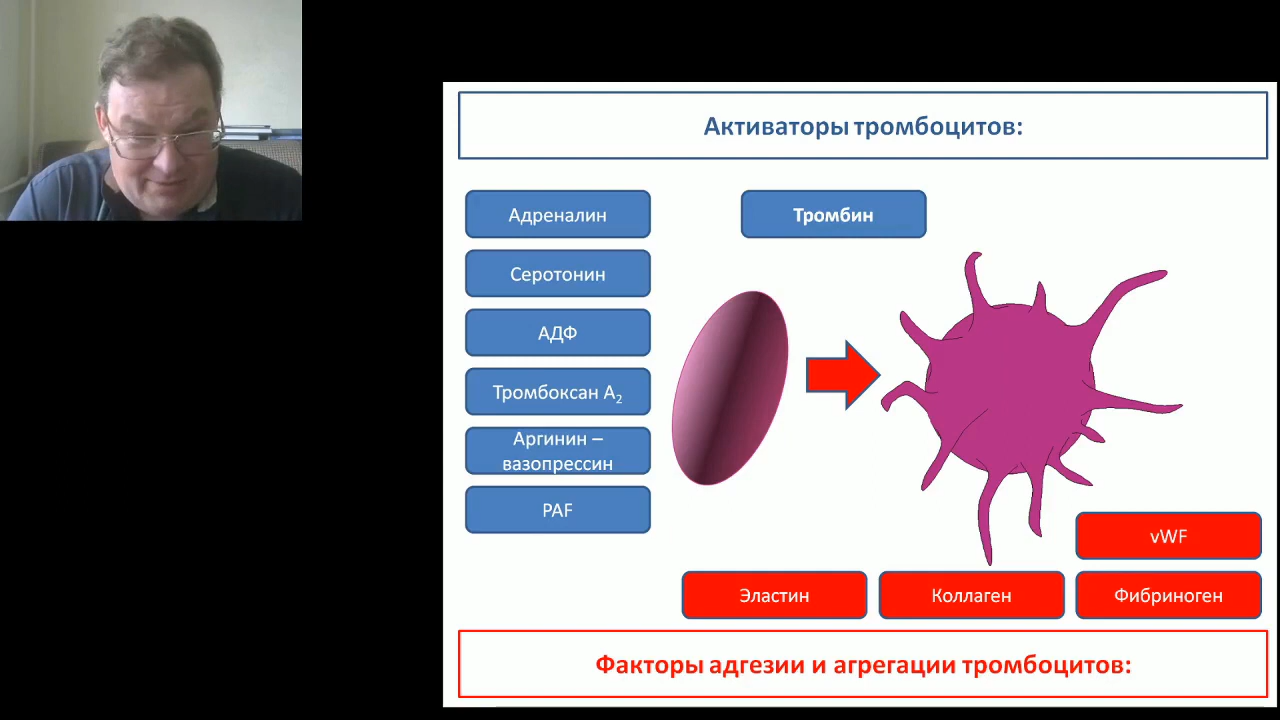 Активаторы тромбоцитов:
Адреналин
Тромбин
Серотонин
АДФ
Тромбоксан А₂
Аргинин –
вазопрессин
PAF
vWF
Эластин
Коллаген
Фибриноген
Факторы адгезии и агрегации тромбоцитов: